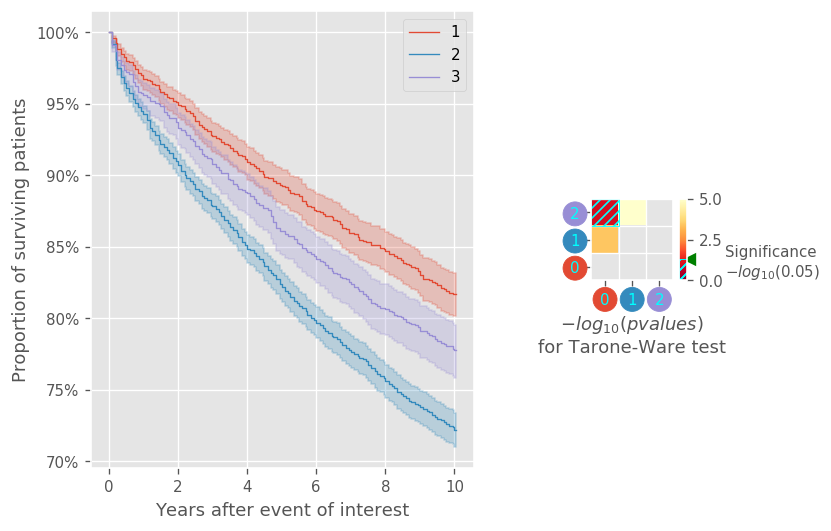 100%
95%
90%
85%
80%
75%
70%
Proportion of surviving patients
0 2 4 6 8 10
Years after event of interest
1
2
3
2
1
0
0 1 2
−log₁₀(pvalues)
for Tarone-Ware test
5.0
2.5
0.0
Significance
−log₁₀(0.05)